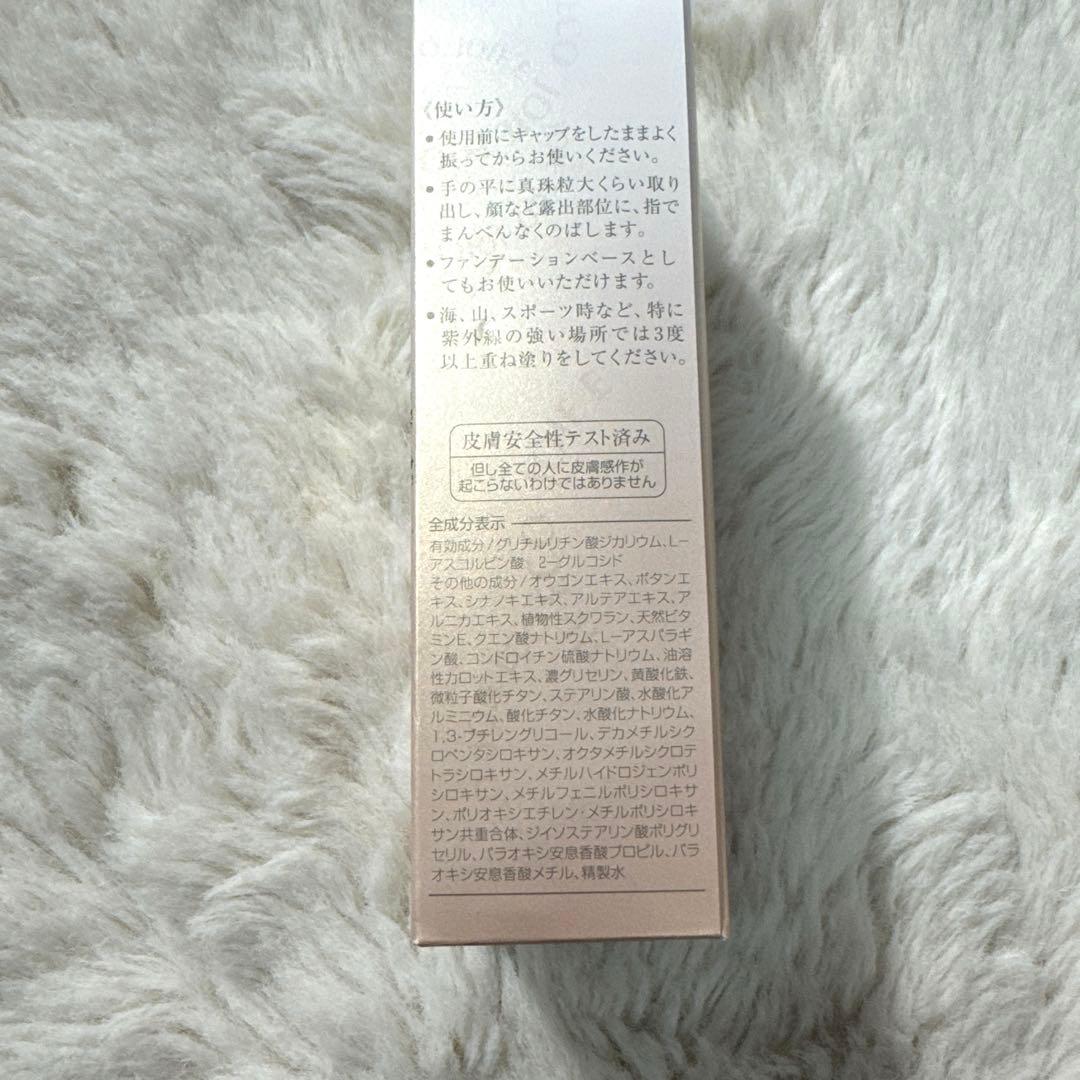 《使い方》
●使用前にキャップをしたままよく
振ってからお使いください。
●手の平に真珠粒大くらい取り
出し、顔など露出部位に、指で
まんべんなくのばします。
●ファンデーションベースとし
てもお使いいただけます。
●海、山、スポーツ時など、特に
紫外線の強い場所では3度
以上重ね塗りをしてください。
皮膚安全性テスト済み
但し全ての人に皮膚感作が
起こらないわけではありません
全成分表示
有効成分/グリチルリチン酸ジカリウム、L-
アスコルビン酸 2-グルコシド
その他の成分/オウゴンエキス、ボタンエ
キス、シナノキエキス、アルテアエキス、ア
ルニカエキス、植物性スクワラン、天然ビタ
ミンE、クエン酸ナトリウム、L-アスパラギ
ン酸、コンドロイチン硫酸ナトリウム、油溶
性カロットエキス、濃グリセリン、黄酸化鉄、
微粒子酸化チタン、ステアリン酸、水酸化ア
ルミニウム、酸化チタン、水酸化ナトリウム、
1,3-ブチレングリコール、デカメチルシク
ロペンタシロキサン、オクタメチルシクロテ
トラシロキサン、メチルハイドロジェンポリ
シロキサン、メチルフェニルポリシロキサ
ン、ポリオキシエチレン・メチルポリシロキ
サン共重合体、ジイソステアリン酸ポリグリ
セリル、パラオキシ安息香酸プロピル、パラ
オキシ安息香酸メチル、精製水